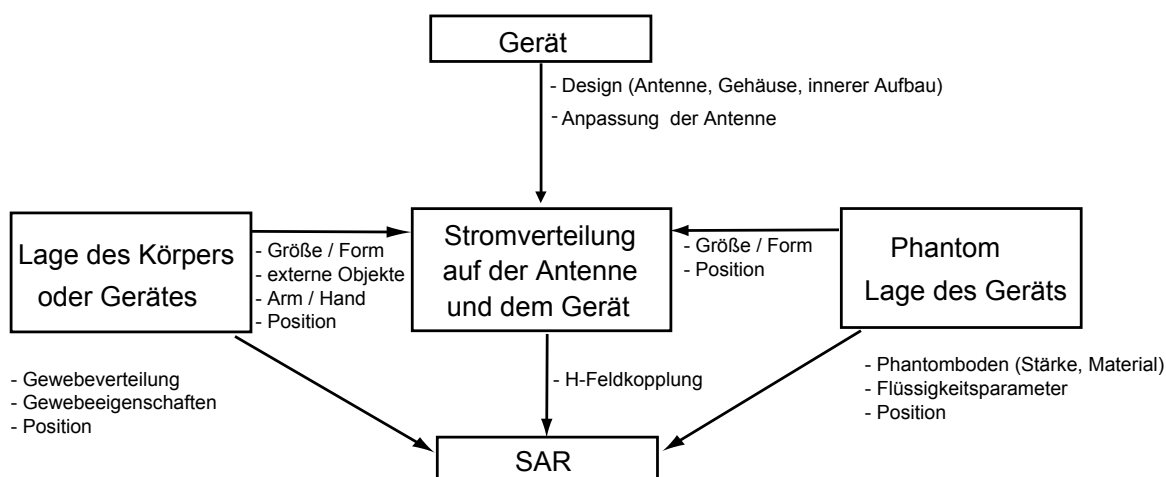 Gerät
- Design (Antenne, Gehäuse, innerer Aufbau)
- Anpassung der Antenne
Lage des Körpers
oder Gerätes
- Größe / Form
- externe Objekte
- Arm / Hand
- Position
Stromverteilung
auf der Antenne
und dem Gerät
- Größe / Form
- Position
Phantom
Lage des Geräts
- Gewebeverteilung
- Gewebeeigenschaften
- Position
- H-Feldkopplung
- Phantomboden (Stärke, Material)
- Flüssigkeitsparameter
- Position
SAR